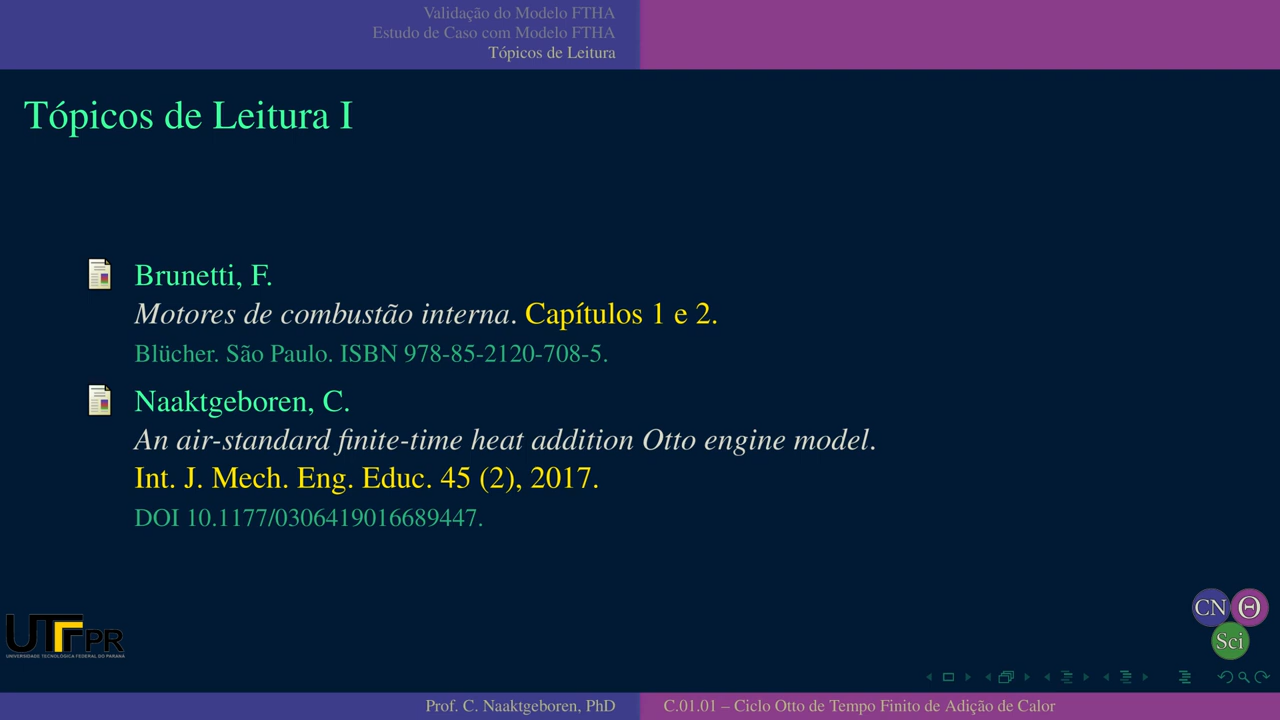 Validação do Modelo FTHA
Estudo de Caso com Modelo FTHA
Tópicos de Leitura
Tópicos de Leitura I
Brunetti, F.
Motores de combustão interna. Capítulos 1 e 2.
Blücher. São Paulo. ISBN 978-85-2120-708-5.
Naaktgeboren, C.
An air-standard finite-time heat addition Otto engine model.
Int. J. Mech. Eng. Educ. 45 (2), 2017.
DOI 10.1177/0306419016689447.
UTFPR
UNIVERSIDADE TECNOLÓGICA FEDERAL DO PARANÁ
CN Θ
Sci
Prof. C. Naaktgeboren, PhD
C.01.01 – Ciclo Otto de Tempo Finito de Adição de Calor